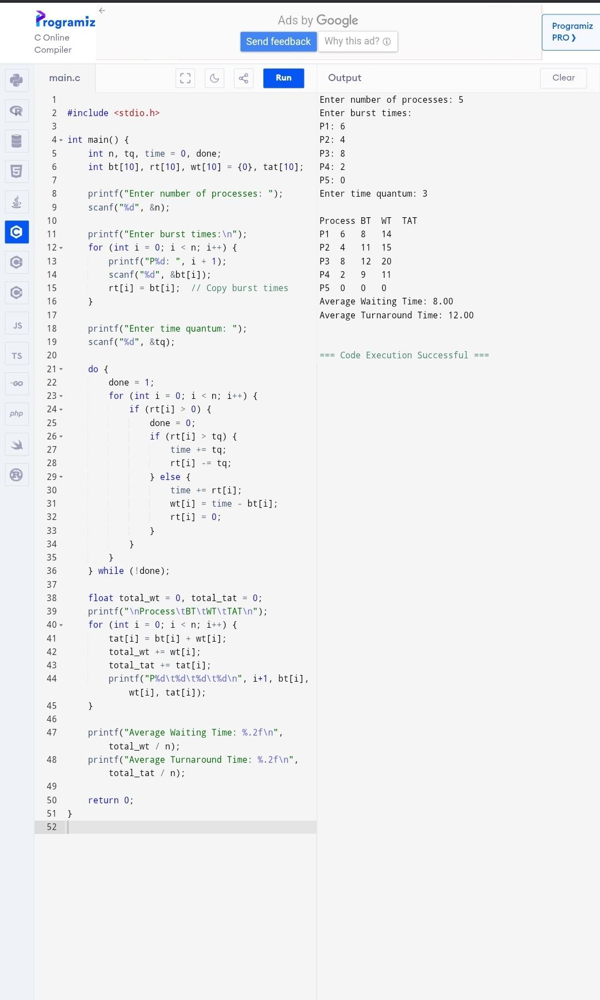 Programiz
C Online
Compiler
Ads by Google
Send feedback
Why this ad?
Programiz
PRO ❯
main.c
Run
Output
Clear
1
2 #include <stdio.h>
3
4 int main() {
5     int n, tq, time = 0, done;
6     int bt[10], rt[10], wt[10] = {0}, tat[10];
7
8     printf("Enter number of processes: ");
9     scanf("%d", &n);
10
11     printf("Enter burst times:\n");
12     for (int i = 0; i < n; i++) {
13         printf("P%d: ", i + 1);
14         scanf("%d", &bt[i]);
15         rt[i] = bt[i];  // Copy burst times
16     }
17
18     printf("Enter time quantum: ");
19     scanf("%d", &tq);
20
21     do {
22         done = 1;
23         for (int i = 0; i < n; i++) {
24             if (rt[i] > 0) {
25                 done = 0;
26                 if (rt[i] > tq) {
27                     time += tq;
28                     rt[i] -= tq;
29                 } else {
30                     time += rt[i];
31                     wt[i] = time - bt[i];
32                     rt[i] = 0;
33                 }
34             }
35         }
36     } while (!done);
37
38     float total_wt = 0, total_tat = 0;
39     printf("\nProcess\tBT\tWT\tTAT\n");
40     for (int i = 0; i < n; i++) {
41         tat[i] = bt[i] + wt[i];
42         total_wt += wt[i];
43         total_tat += tat[i];
44         printf("P%d\t%d\t%d\t%d\n", i+1, bt[i],
            wt[i], tat[i]);
45     }
46
47     printf("Average Waiting Time: %.2f\n",
        total_wt / n);
48     printf("Average Turnaround Time: %.2f\n",
        total_tat / n);
49
50     return 0;
51 }
52
Enter number of processes: 5
Enter burst times:
P1: 6
P2: 4
P3: 8
P4: 2
P5: 0
Enter time quantum: 3
Process BT  WT  TAT
P1  6   8   14
P2  4   11  15
P3  8   12  20
P4  2   9   11
P5  0   0   0
Average Waiting Time: 8.00
Average Turnaround Time: 12.00
=== Code Execution Successful ===
R
5
C
C
C
JS
TS
GO
php
R